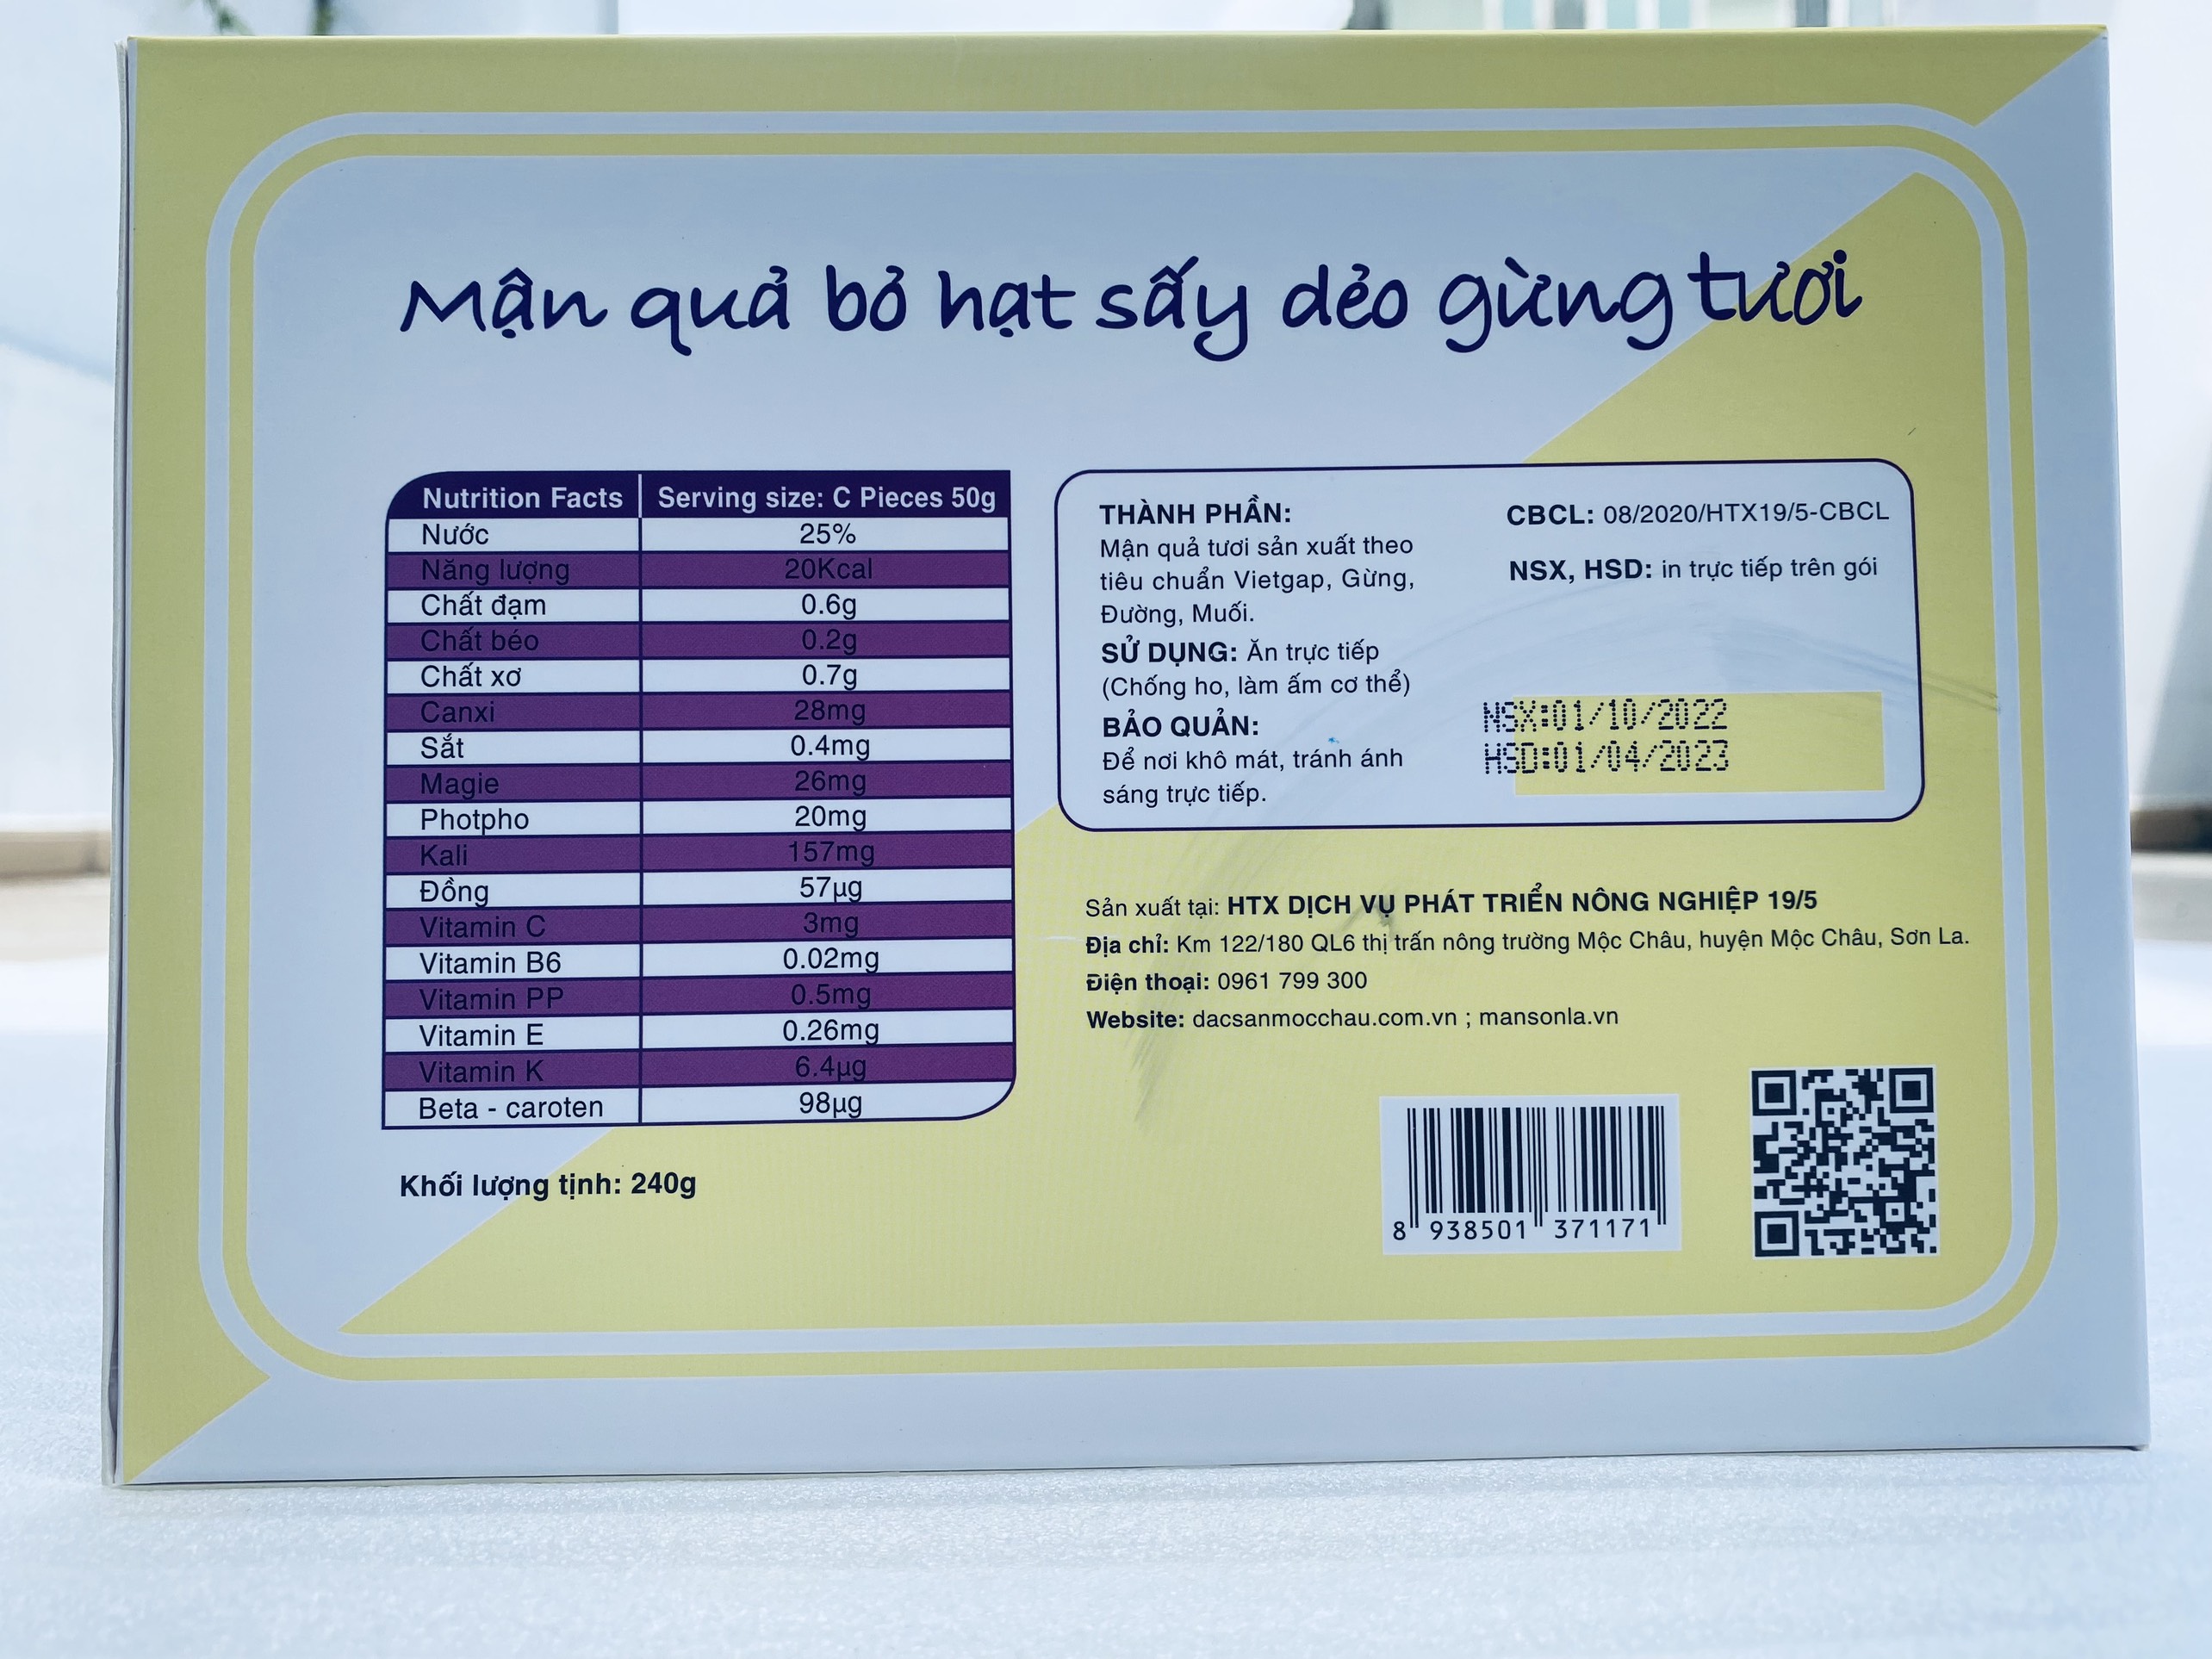 Mận quả bỏ hạt sấy dẻo gừng tươi
Nutrition Facts Serving size: C Pieces 50g
Nước 25%
Năng lượng 20Kcal
Chất đạm 0.6g
Chất béo 0.2g
Chất xơ 0.7g
Canxi 28mg
Sắt 0.4mg
Magie 26mg
Photpho 20mg
Kali 157mg
Đồng 57µg
Vitamin C 3mg
Vitamin B6 0.02mg
Vitamin PP 0.5mg
Vitamin E 0.26mg
Vitamin K 6.4µg
Beta - caroten 98µg
Khối lượng tịnh: 240g
THÀNH PHẦN:
Mận quả tươi sản xuất theo
tiêu chuẩn Vietgap, Gừng,
Đường, Muối.
SỬ DỤNG: Ăn trực tiếp
(Chống ho, làm ấm cơ thể)
BẢO QUẢN:
Để nơi khô mát, tránh ánh
sáng trực tiếp.
CBCL: 08/2020/HTX19/5-CBCL
NSX, HSD: in trực tiếp trên gói
NSX:01/10/2022
HSD:01/04/2023
Sản xuất tại: HTX DỊCH VỤ PHÁT TRIỂN NÔNG NGHIỆP 19/5
Địa chỉ: Km 122/180 QL6 thị trấn nông trường Mộc Châu, huyện Mộc Châu, Sơn La.
Điện thoại: 0961 799 300
Website: dacsanmocchau.com.vn ; mansonla.vn
8 938501 371171